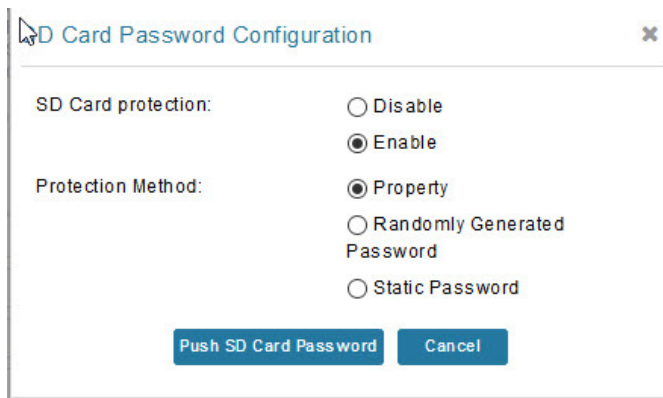 SD Card Password Configuration
SD Card protection:
Disable
Enable
Protection Method:
Property
Randomly Generated
Password
Static Password
Push SD Card Password
Cancel